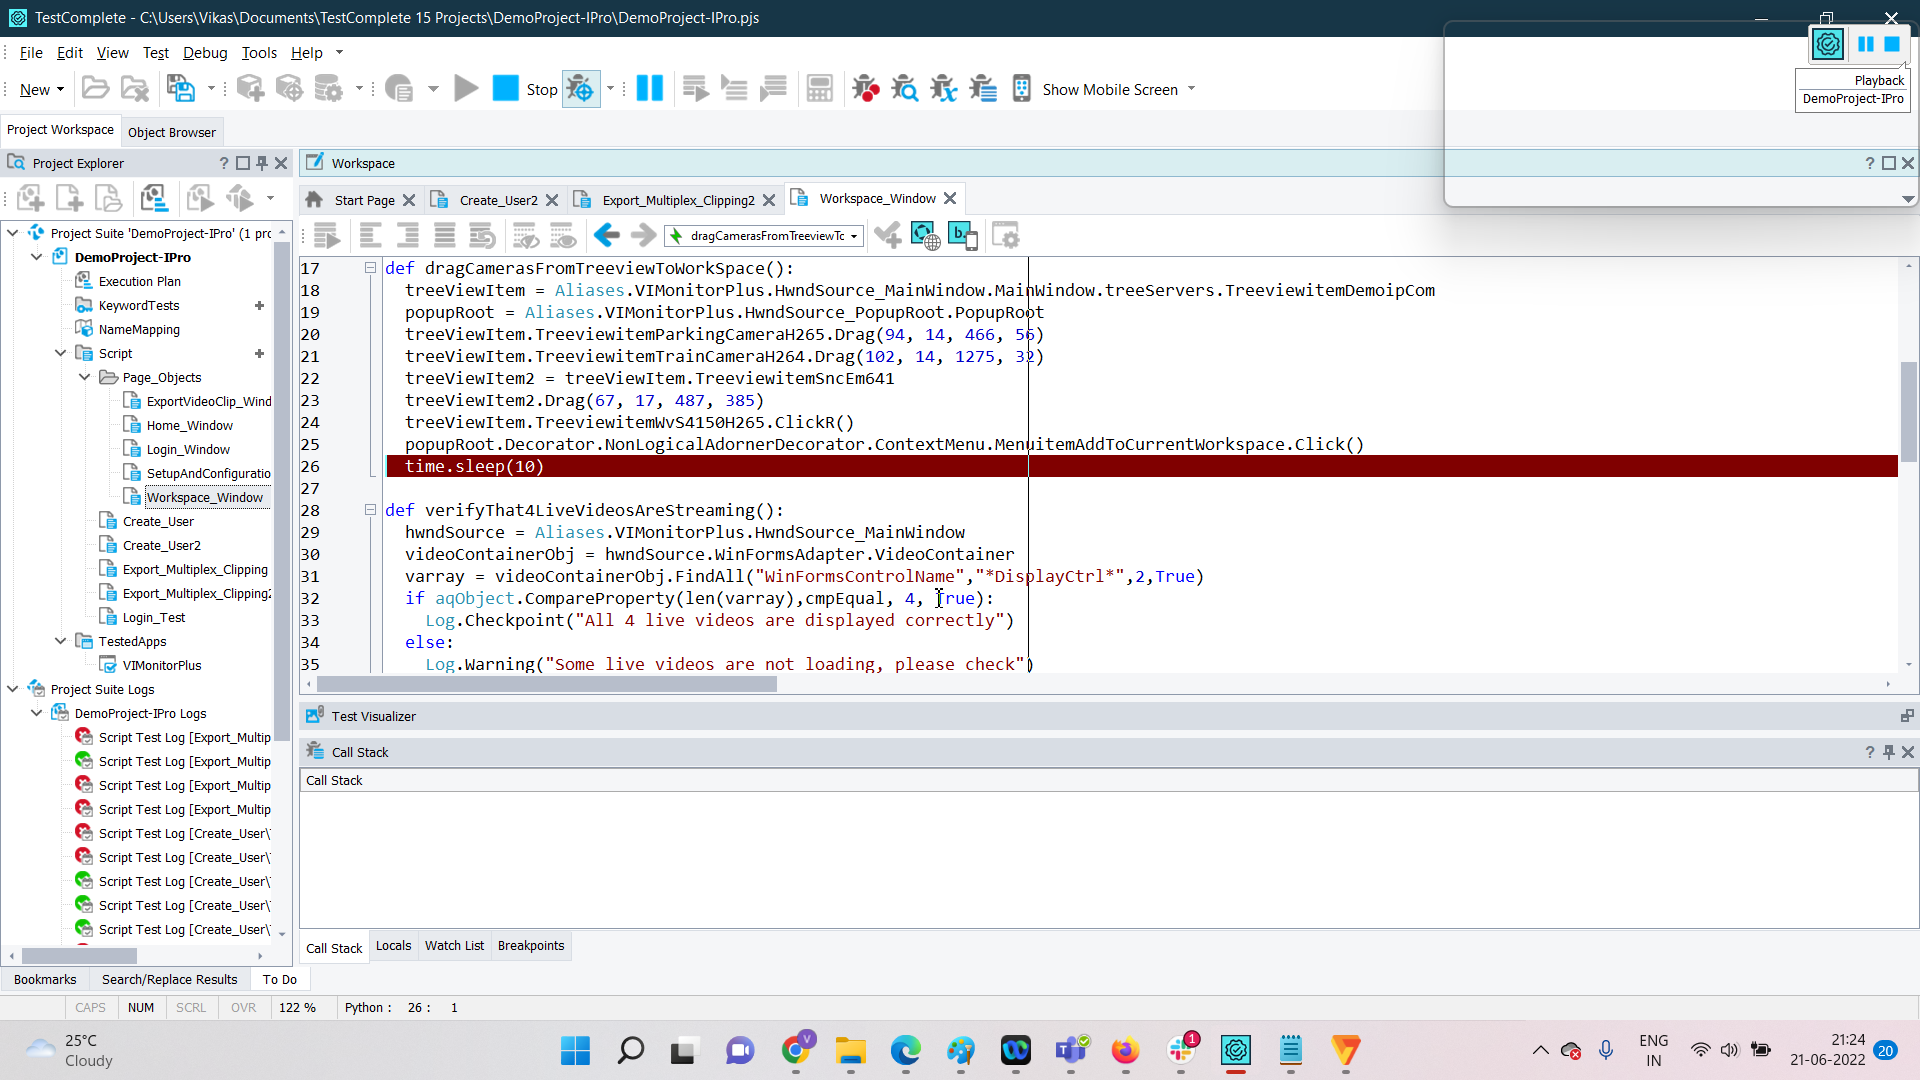 TestComplete - C:\Users\Vikas\Documents\TestComplete 15 Projects\DemoProject-IPro\DemoProject-IPro.pjs
File Edit View Test Debug Tools Help
New Stop Show Mobile Screen
Playback
DemoProject-IPro
Project Workspace Object Browser
Project Explorer
Workspace
Start Page Create_User2 Export_Multiplex_Clipping2 Workspace_Window
dragCamerasFromTreeviewTc
Project Suite 'DemoProject-IPro' (1 prc
DemoProject-IPro
Execution Plan
KeywordTests
NameMapping
Script
Page_Objects
ExportVideoClip_Wind
Home_Window
Login_Window
SetupAndConfiguratio
Workspace_Window
Create_User
Create_User2
Export_Multiplex_Clipping
Export_Multiplex_Clipping2
Login_Test
TestedApps
VIMonitorPlus
Project Suite Logs
DemoProject-IPro Logs
Script Test Log [Export_Multip
Script Test Log [Export_Multip
Script Test Log [Export_Multip
Script Test Log [Export_Multip
Script Test Log [Create_User\
Script Test Log [Create_User\
Script Test Log [Create_User\
Script Test Log [Create_User\
Script Test Log [Create_User\
17 def dragCamerasFromTreeviewToWorkSpace():
18 treeViewItem = Aliases.VIMonitorPlus.HwndSource_MainWindow.MainWindow.treeServers.TreeviewitemDemoipCom
19 popupRoot = Aliases.VIMonitorPlus.HwndSource_PopupRoot.PopupRoot
20 treeViewItem.TreeviewitemParkingCameraH265.Drag(94, 14, 466, 56)
21 treeViewItem.TreeviewitemTrainCameraH264.Drag(102, 14, 1275, 32)
22 treeViewItem2 = treeViewItem.TreeviewitemSncEm641
23 treeViewItem2.Drag(67, 17, 487, 385)
24 treeViewItem.TreeviewitemWvS4150H265.ClickR()
25 popupRoot.Decorator.NonLogicalAdornerDecorator.ContextMenu.MenuitemAddToCurrentWorkspace.Click()
26 time.sleep(10)
27
28 def verifyThat4LiveVideosAreStreaming():
29 hwndSource = Aliases.VIMonitorPlus.HwndSource_MainWindow
30 videoContainerObj = hwndSource.WinFormsAdapter.VideoContainer
31 varray = videoContainerObj.FindAll("WinFormsControlName","*DisplayCtrl*",2,True)
32 if aqObject.CompareProperty(len(varray),cmpEqual, 4, True):
33 Log.Checkpoint("All 4 live videos are displayed correctly")
34 else:
35 Log.Warning("Some live videos are not loading, please check")
Test Visualizer
Call Stack
Call Stack
Call Stack Locals Watch List Breakpoints
Bookmarks Search/Replace Results To Do
CAPS NUM SCRL OVR 122 % Python : 26 : 1
25°C
Cloudy
V
1
ENG
IN
21:24
21-06-2022
20